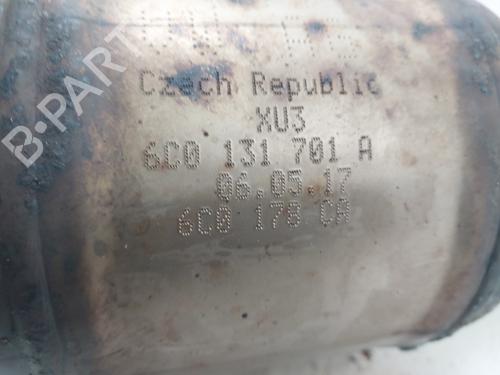 B-PARTS
Czech Republic
XU3
6C0 131 701 A
06.05.17
6C0 178 CA